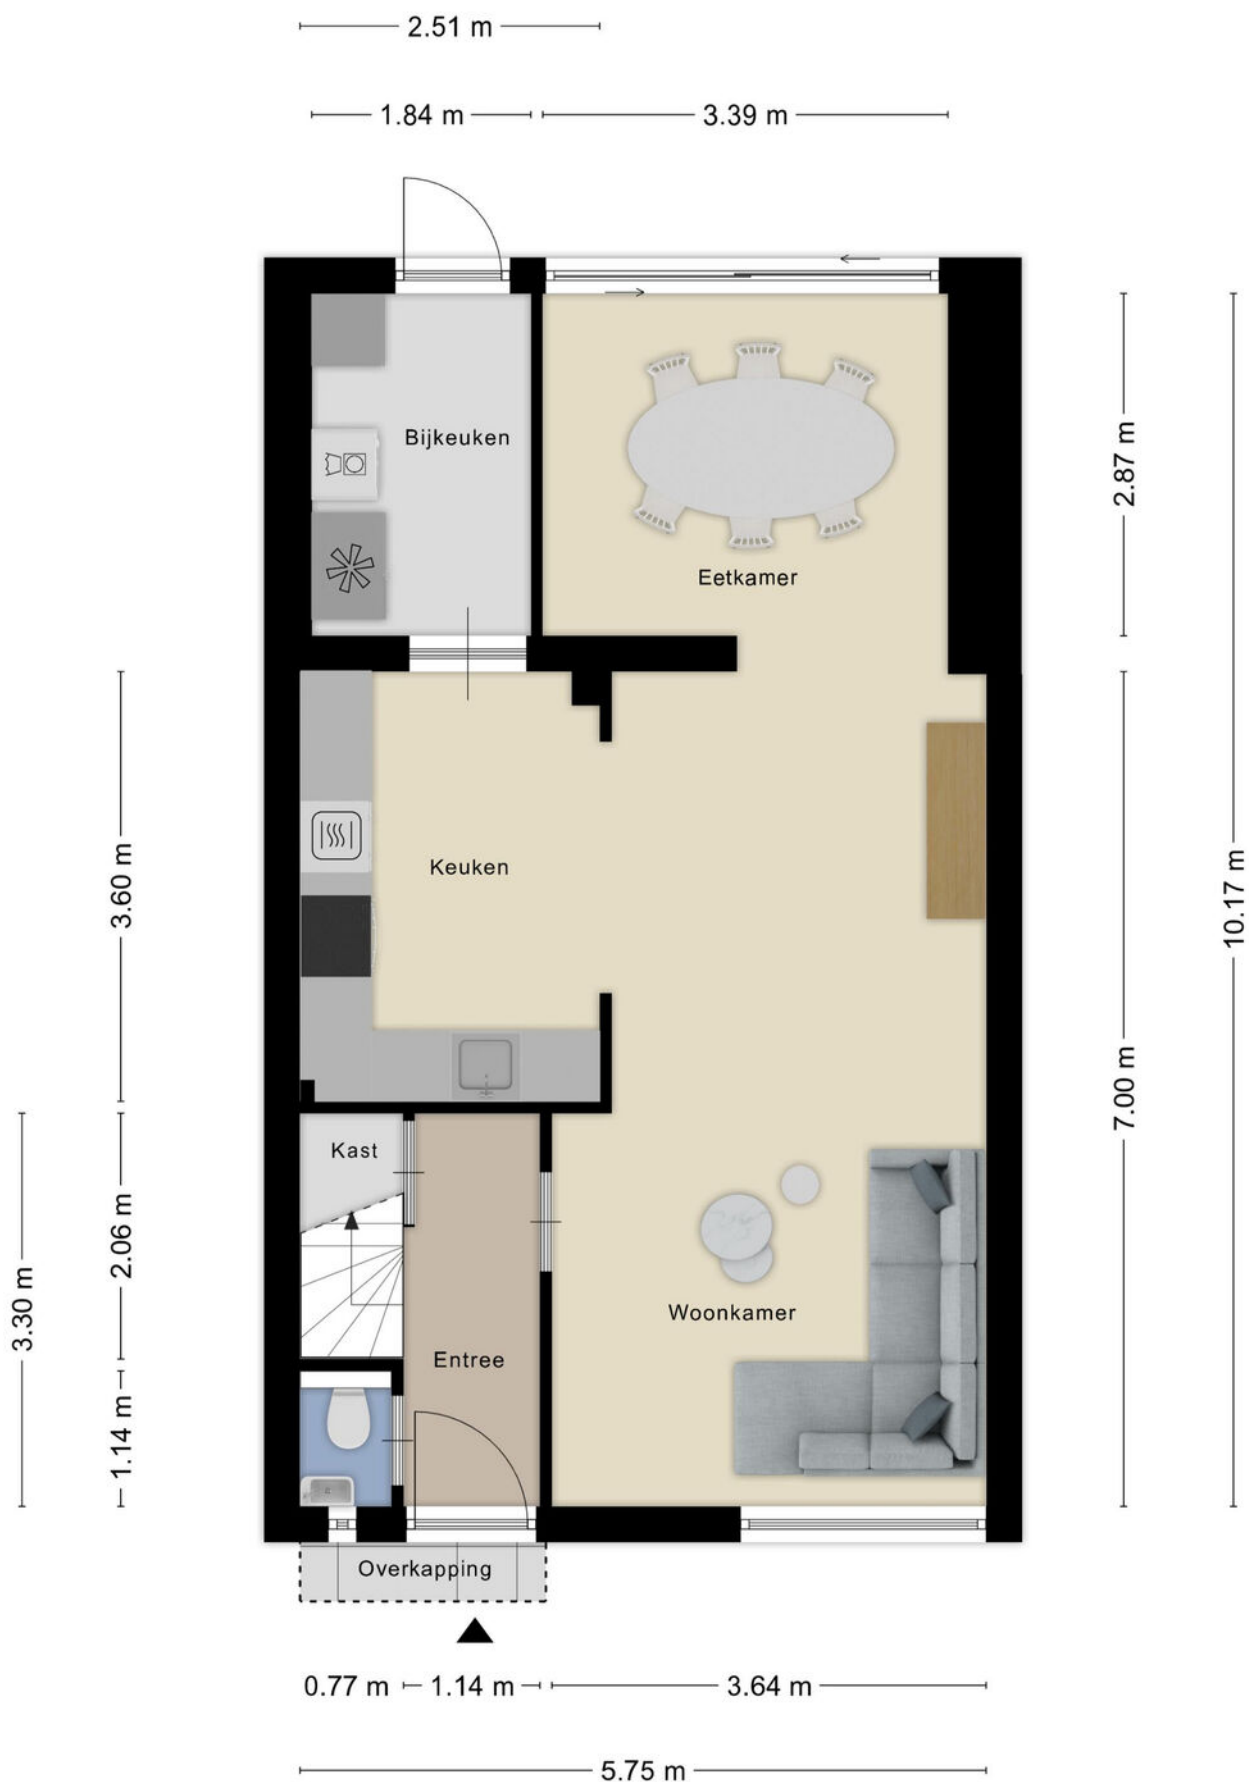 2.51 m
1.84 m
3.39 m
Bijkeuken
2.87 m
Eetkamer
10.17 m
3.60 m
Keuken
7.00 m
Kast
2.06 m
3.30 m
Woonkamer
Entree
1.14 m
Overkapping
0.77 m
1.14 m
3.64 m
5.75 m